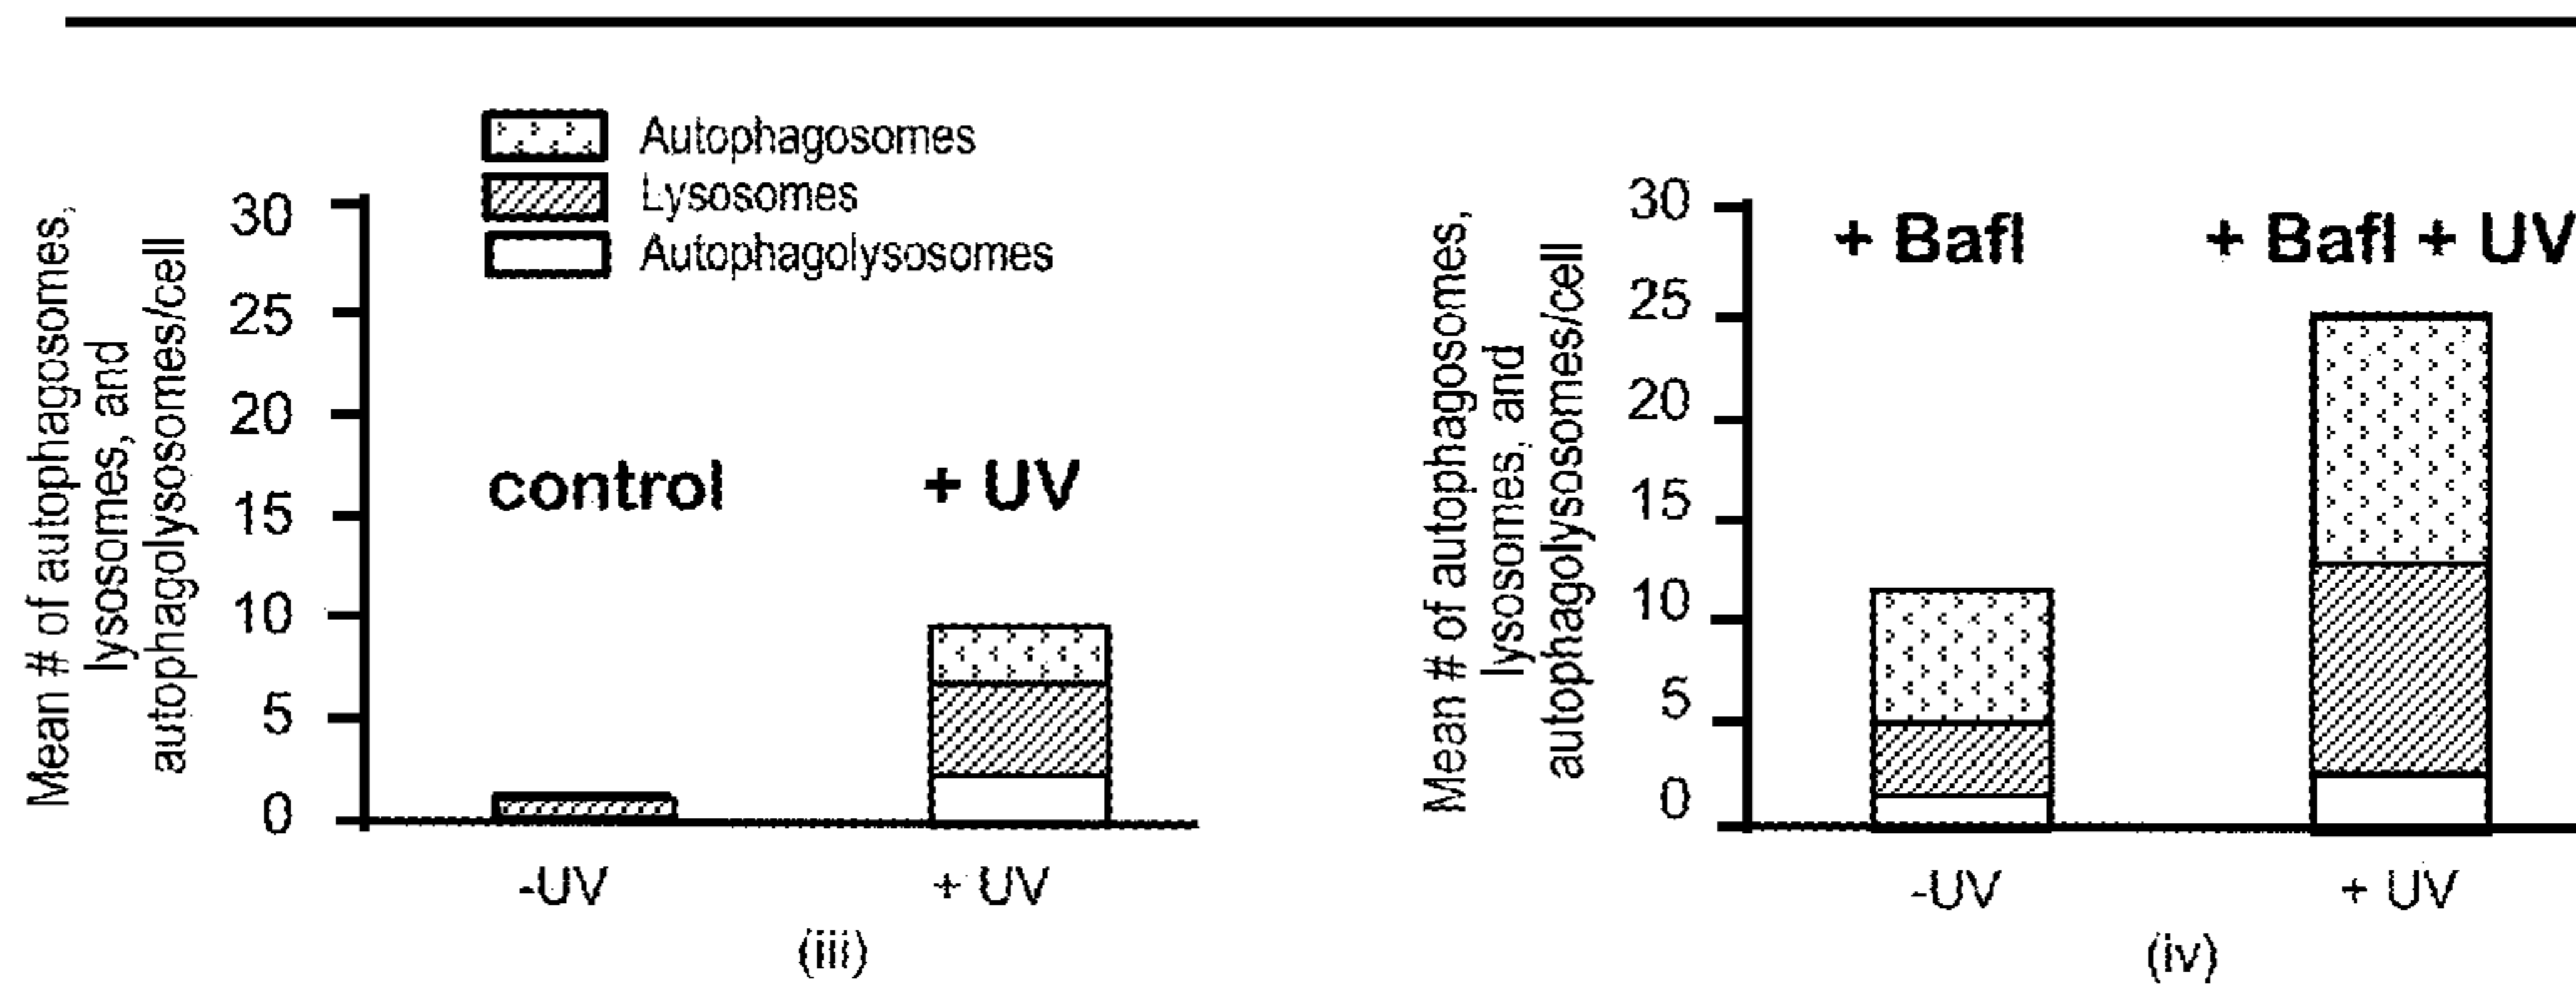 Autophagosomes
Lysosomes
Autophagolysosomes
Mean # of autophagosomes,
lysosomes, and
autophagolysosomes/cell
30
25
20
15
10
5
0
control
+ UV
-UV
+ UV
(iii)
Mean # of autophagosomes,
lysosomes, and
autophagolysosomes/cell
30
25
20
15
10
5
0
+ Bafl
+ Bafl + UV
-UV
+ UV
(iv)